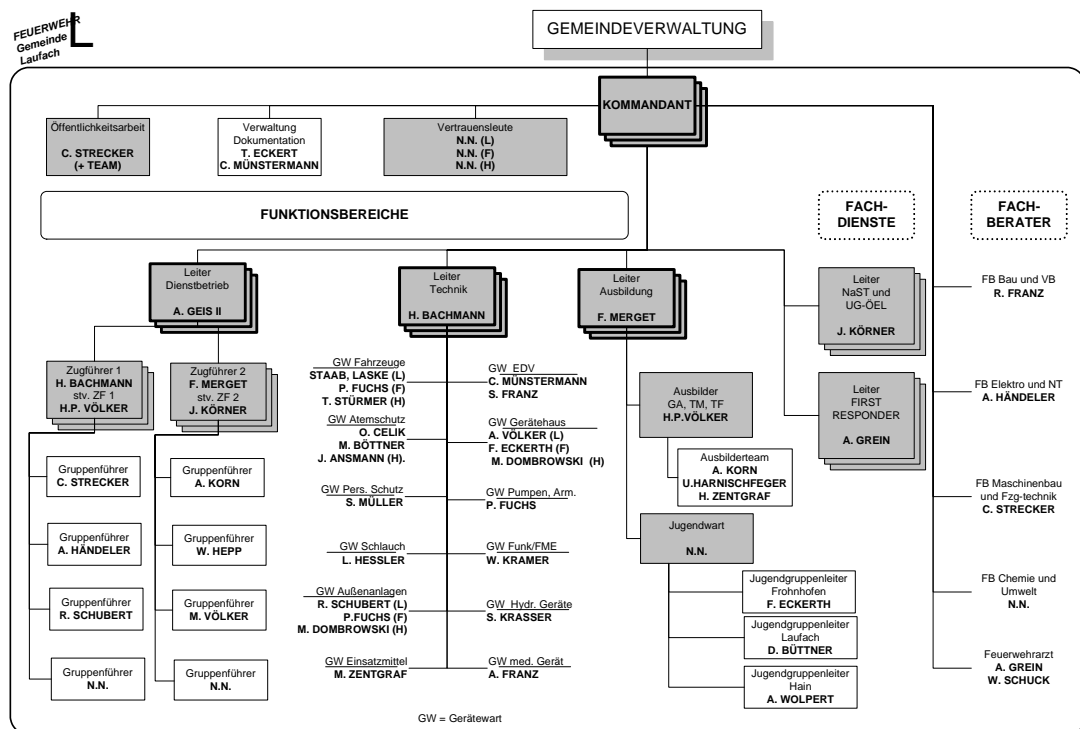 FEUERWEHR
Gemeinde
Laufach
L
GEMEINDEVERWALTUNG
KOMMANDANT
Öffentlichkeitsarbeit
C. STRECKER
(+ TEAM)
Verwaltung
Dokumentation
T. ECKERT
C. MÜNSTERMANN
Vertrauensleute
N.N. (L)
N.N. (F)
N.N. (H)
FUNKTIONSBEREICHE
FACH-
DIENSTE
FACH-
BERATER
Leiter
Dienstbetrieb
A. GEIS II
Leiter
Technik
H. BACHMANN
Leiter
Ausbildung
F. MERGET
Leiter
NaST und
UG-ÖEL
J. KÖRNER
FB Bau und VB
R. FRANZ
Zugführer 1
H. BACHMANN
stv. ZF 1
H.P. VÖLKER
Zugführer 2
F. MERGET
stv. ZF 2
J. KÖRNER
Gruppenführer
C. STRECKER
Gruppenführer
A. HÄNDELER
Gruppenführer
R. SCHUBERT
Gruppenführer
N.N.
Gruppenführer
A. KORN
Gruppenführer
W. HEPP
Gruppenführer
M. VÖLKER
Gruppenführer
N.N.
GW Fahrzeuge
STAAB, LASKE (L)
P. FUCHS (F)
T. STÜRMER (H)
GW Atemschutz
O. CELIK
M. BÖTTNER
J. ANSMANN (H).
GW Pers. Schutz
S. MÜLLER
GW Schlauch
L. HESSLER
GW Außenanlagen
R. SCHUBERT (L)
P.FUCHS (F)
M. DOMBROWSKI (H)
GW Einsatzmittel
M. ZENTGRAF
GW EDV
C. MÜNSTERMANN
S. FRANZ
GW Gerätehaus
A. VÖLKER (L)
F. ECKERTH (F)
M. DOMBROWSKI (H)
GW Pumpen, Arm.
P. FUCHS
GW Funk/FME
W. KRAMER
GW Hydr. Geräte
S. KRASSER
GW med. Gerät
A. FRANZ
GW = Gerätewart
Ausbilder
GA, TM, TF
H.P.VÖLKER
Ausbilderteam
A. KORN
U.HARNISCHFEGER
H. ZENTGRAF
Jugendwart
N.N.
Jugendgruppenleiter
Frohnhofen
F. ECKERTH
Jugendgruppenleiter
Laufach
D. BÜTTNER
Jugendgruppenleiter
Hain
A. WOLPERT
Leiter
FIRST
RESPONDER
A. GREIN
FB Elektro und NT
A. HÄNDELER
FB Maschinenbau
und Fzg-technik
C. STRECKER
FB Chemie und
Umwelt
N.N.
Feuerwehrarzt
A. GREIN
W. SCHUCK